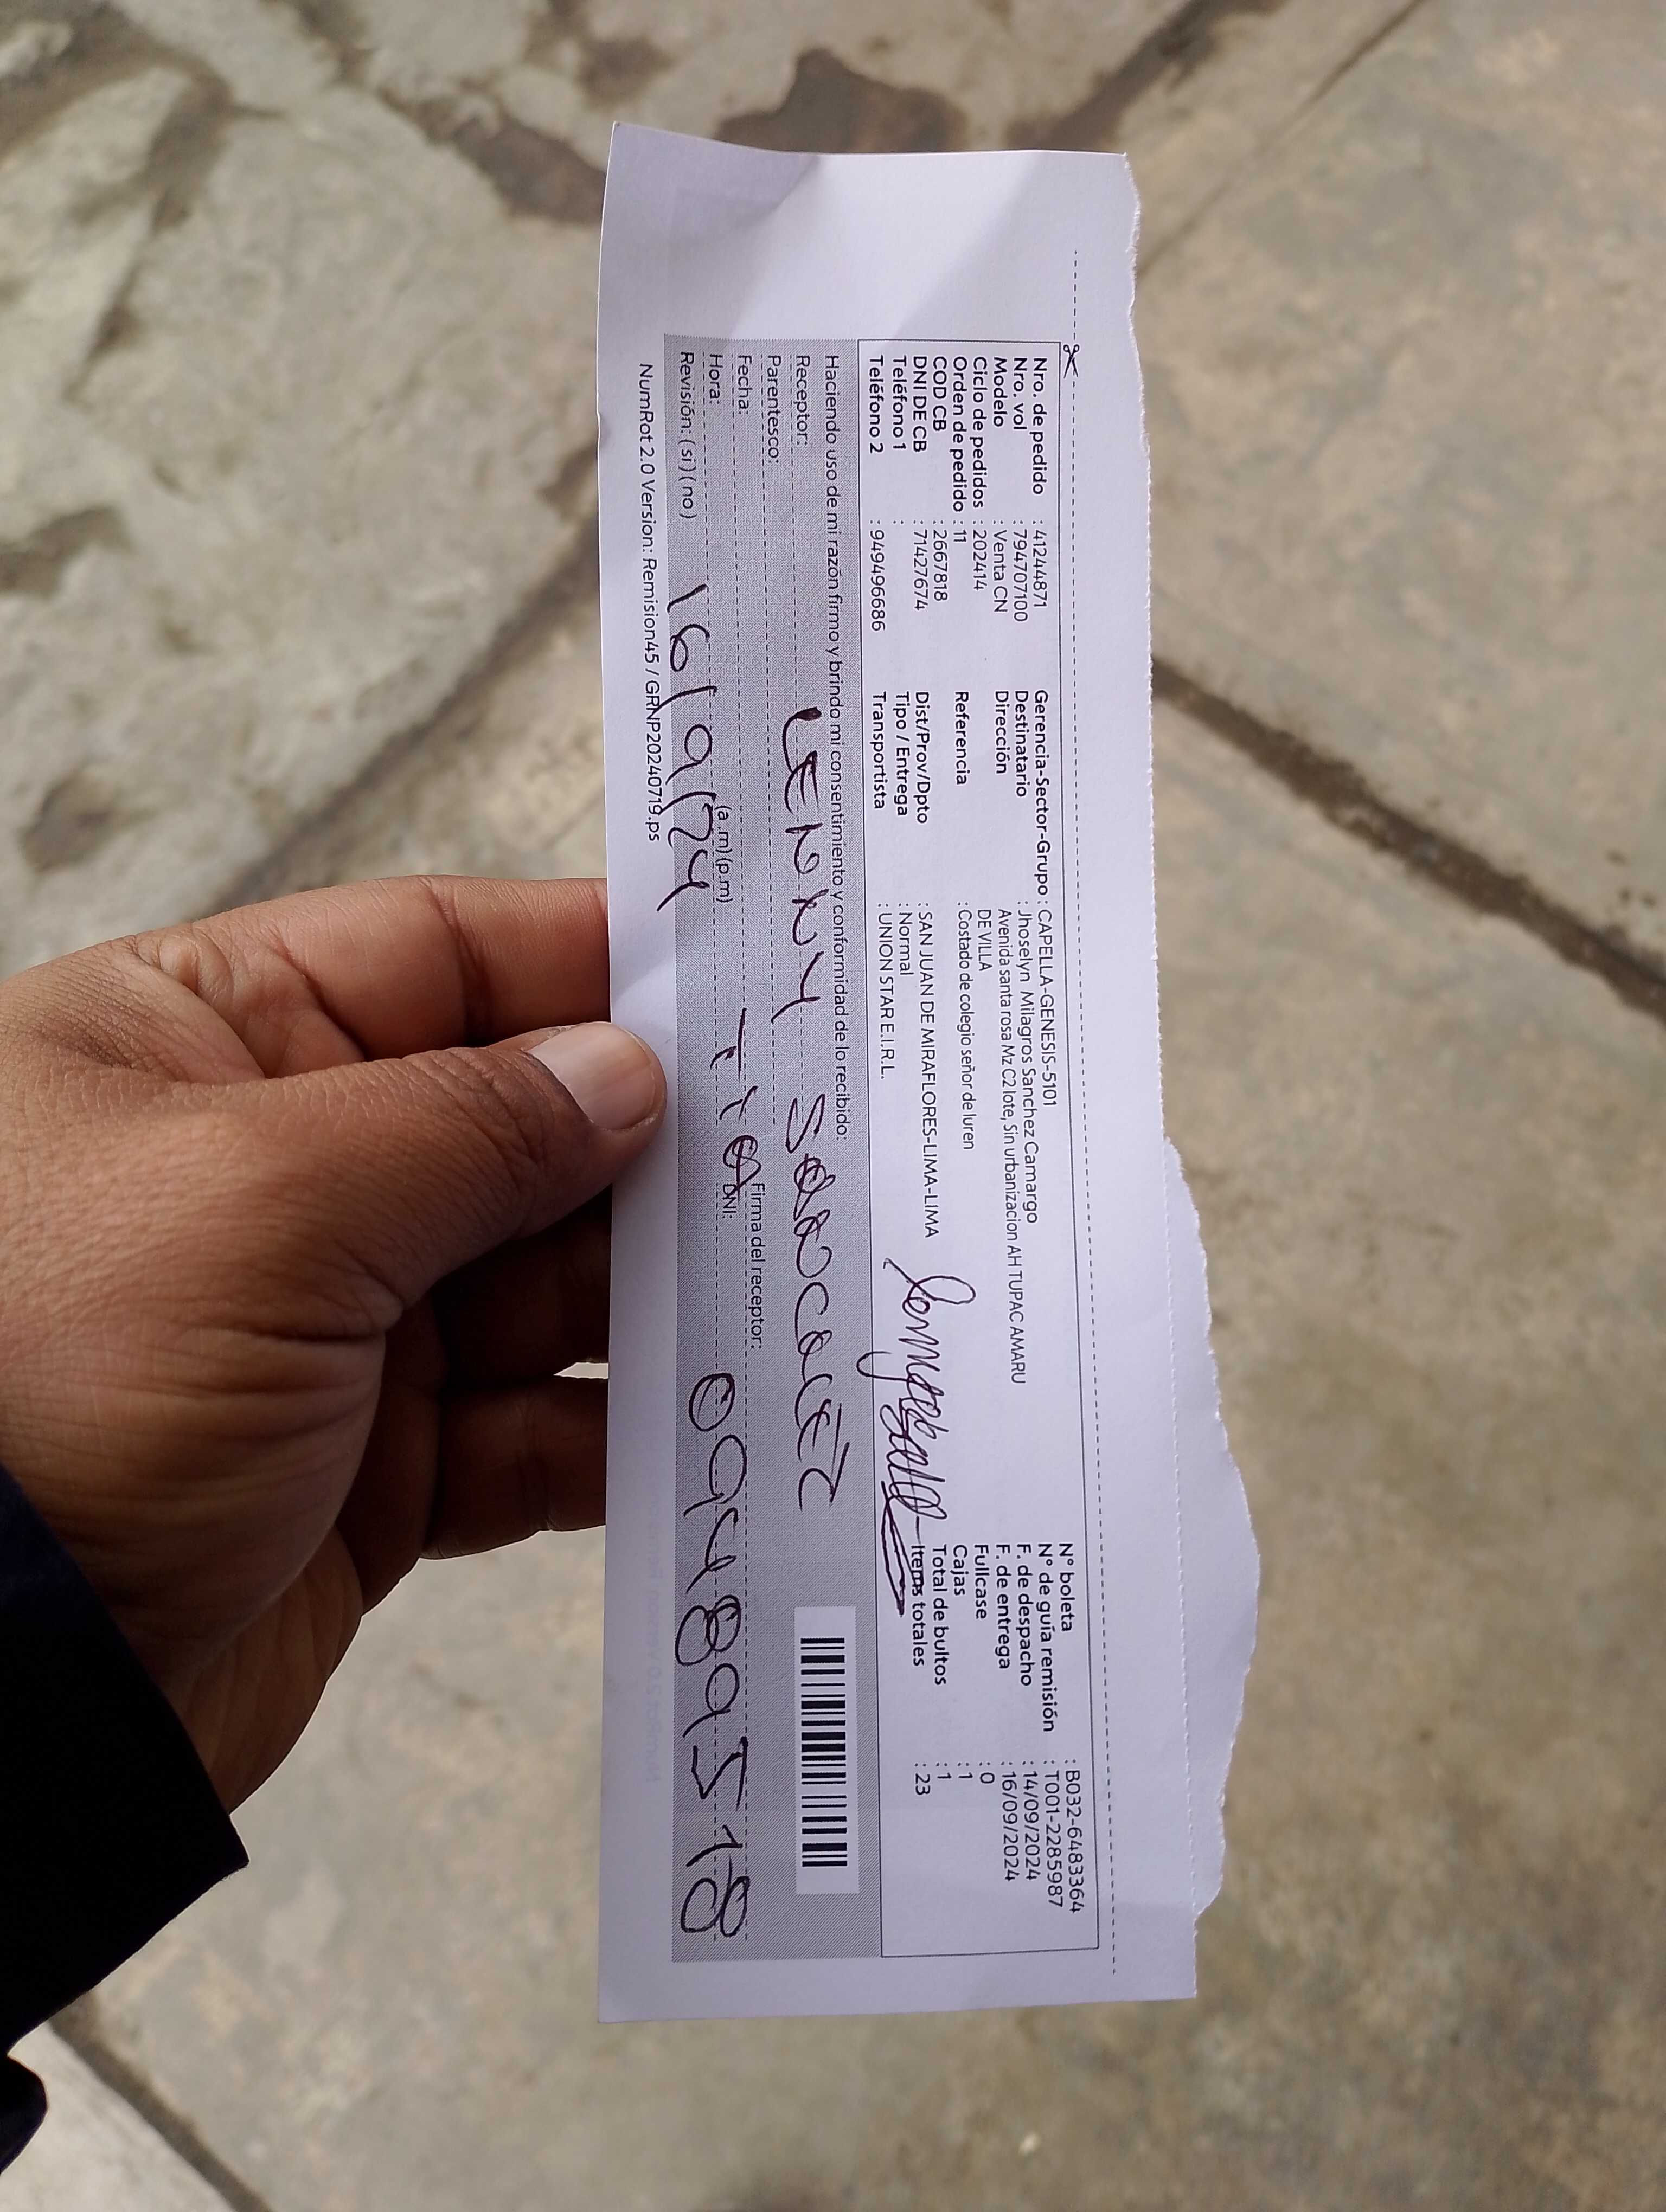 Nro. de pedido : 41244871
Nro. vol : 794707100
Modelo : Venta CN
Ciclo de pedidos : 202414
Orden de pedido : 11
COD CB : 2667818
DNI DE CB : 71427674
Teléfono 1 :
Teléfono 2 : 949496686
Gerencia-Sector-Grupo : CAPELLA-GENESIS-5101
Destinatario : Jhoselyn Milagros Sanchez Camargo
Dirección Avenida santa rosa Mz C2 lote, Sin urbanizacion AH TUPAC AMARU
DE VILLA
Referencia : Costado de colegio señor de luren
Dist/Prov/Dpto : SAN JUAN DE MIRAFLORES-LIMA-LIMA
Tipo / Entrega : Normal
Transportista : UNION STAR E.I.R.L.
N° boleta : B032-6483364
N° de guía remisión : T001-2285987
F. de despacho : 14/09/2024
F. de entrega : 16/09/2024
Fullcase : 0
Cajas : 1
Total de bultos : 1
Items totales : 23
Haciendo uso de mi razón firmo y brindo mi consentimiento y conformidad de lo recibido:
Receptor: LENNY
Parentesco:
Fecha: TIA
Firma del receptor:
Hora: (a.m) (p.m) DNI: 09489518
Revisión: ( si ) ( no ) 16/9/24
NumRot 2.0 Version: Remision45 / GRNP20240719.ps